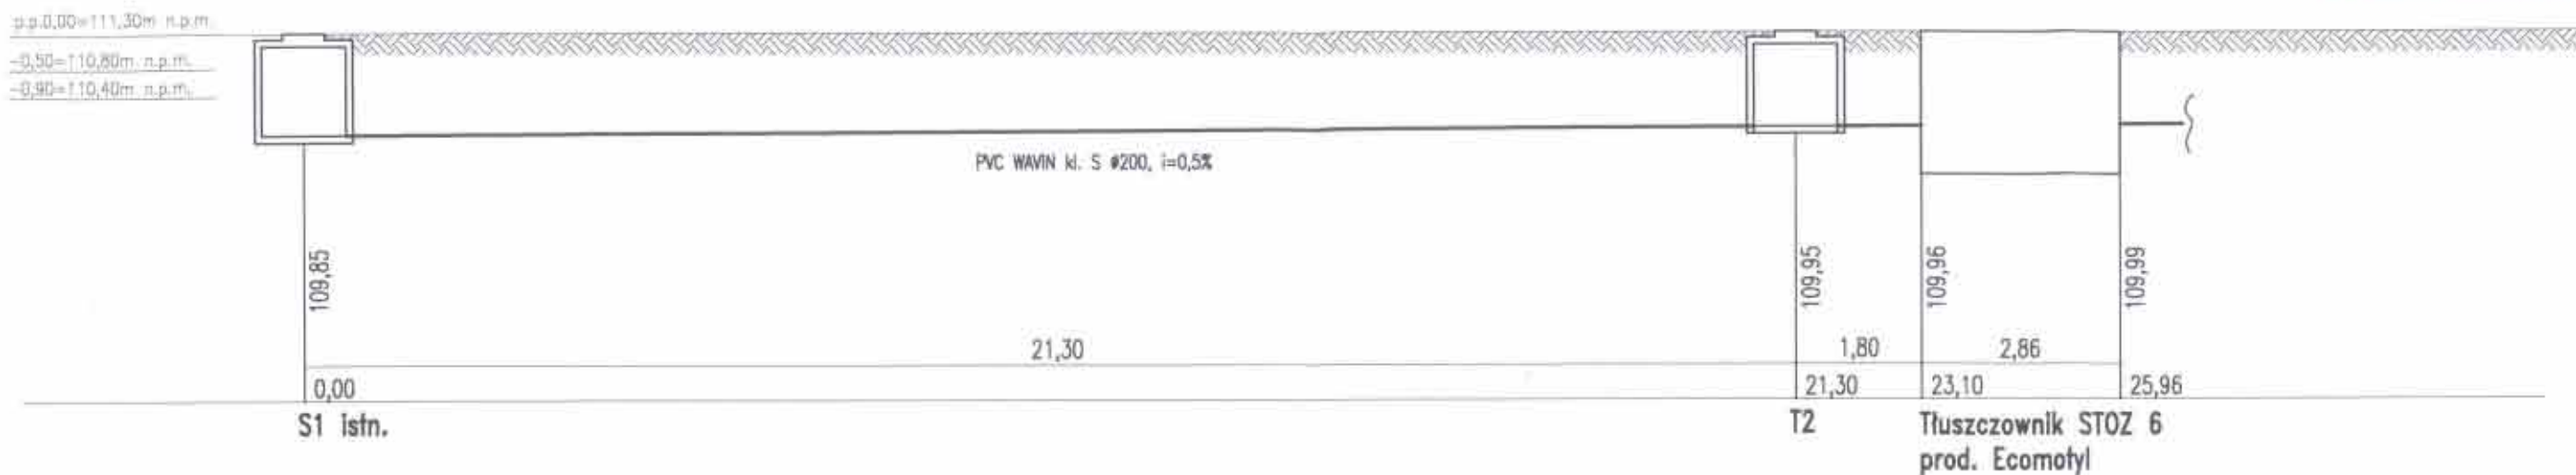 p.p.0,00=111,30m n.p.m.
-0,50=110,80m n.p.m.
-0,90=110,40m n.p.m.
PVC WAVIN kl. S ø200, i=0,5%
109,85
109,95
109,96
109,99
21,30
1,80
2,86
0,00
21,30
23,10
25,96
S1 istn.
T2
Tłuszczownik STOZ 6
prod. Ecomotyl